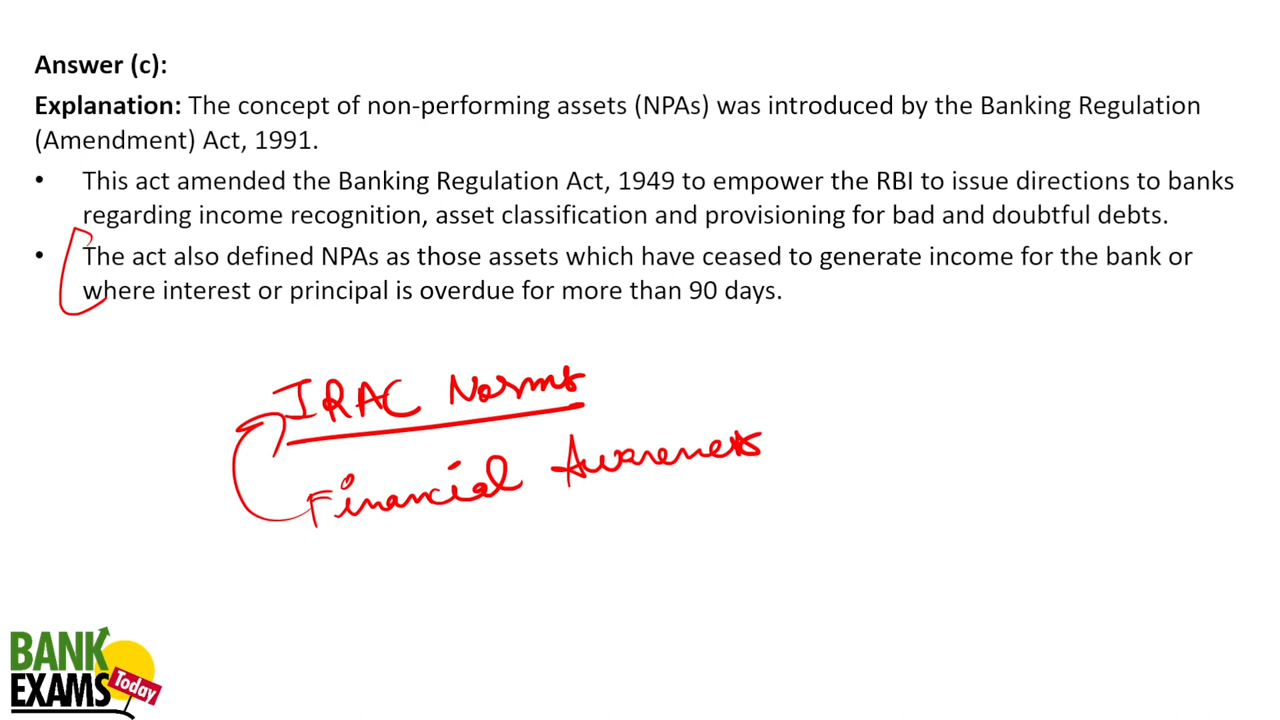 Answer (c):
Explanation: The concept of non-performing assets (NPAs) was introduced by the Banking Regulation
(Amendment) Act, 1991.
• This act amended the Banking Regulation Act, 1949 to empower the RBI to issue directions to banks
regarding income recognition, asset classification and provisioning for bad and doubtful debts.
• The act also defined NPAs as those assets which have ceased to generate income for the bank or
where interest or principal is overdue for more than 90 days.
IRAC Norms
Financial Awareness
BANK
EXAMS
Today